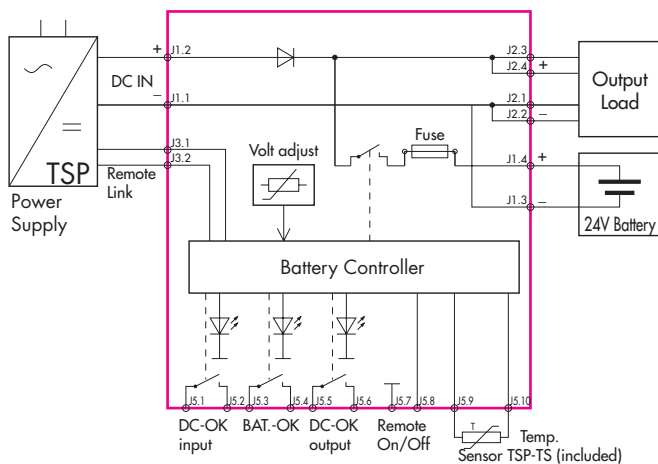 +
J1.2
J2.3
J2.4
+
DC IN
Output
Load
−
J1.1
J2.1
J2.2
−
Fuse
J3.1
J3.2
Volt adjust
TSP
Remote
Link
J1.4
+
Power
Supply
J1.3
−
24V Battery
Battery Controller
J5.1
J5.2
J5.3
J5.4
J5.5
J5.6
J5.7
J5.8
J5.9
J5.10
DC-OK
input
BAT.-OK
DC-OK
output
Remote
On/Off
T
Temp.
Sensor TSP-TS (included)